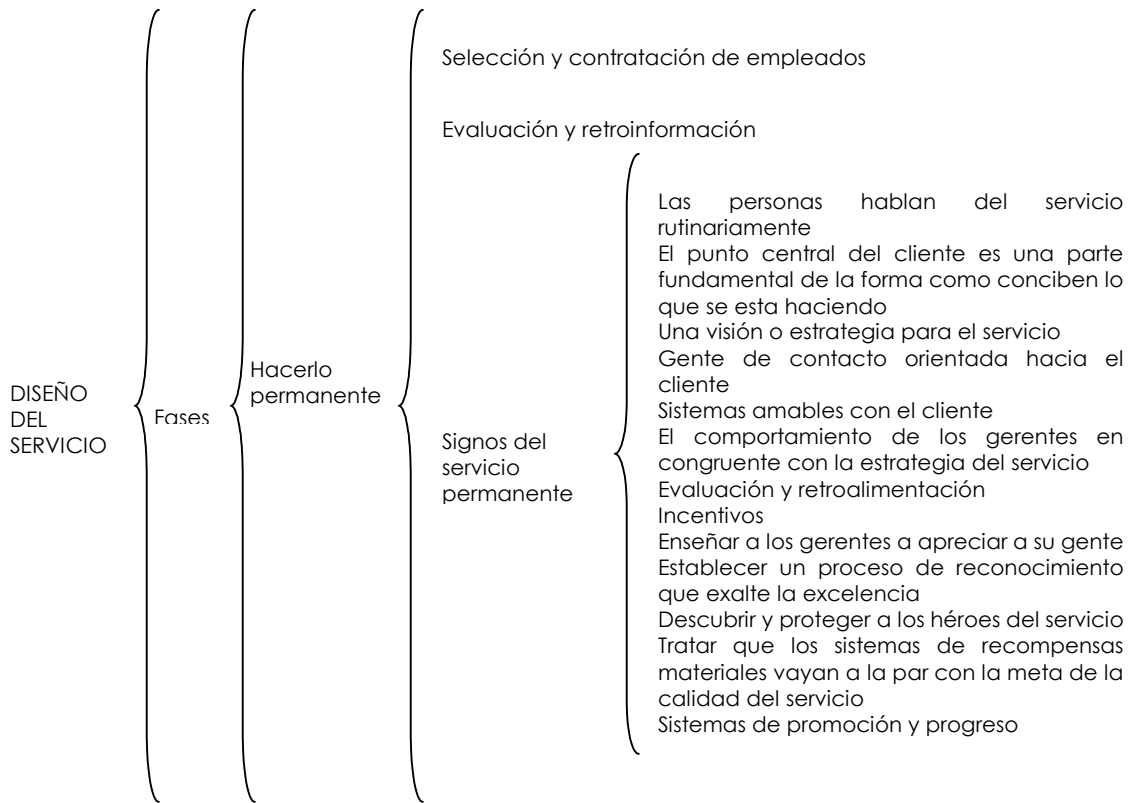 DISEÑO
DEL
SERVICIO
Fases
Hacerlo
permanente
Selección y contratación de empleados
Evaluación y retroinformación
Signos del
servicio
permanente
Las personas hablan del servicio
rutinariamente
El punto central del cliente es una parte
fundamental de la forma como conciben lo
que se esta haciendo
Una visión o estrategia para el servicio
Gente de contacto orientada hacia el
cliente
Sistemas amables con el cliente
El comportamiento de los gerentes en
congruente con la estrategia del servicio
Evaluación y retroalimentación
Incentivos
Enseñar a los gerentes a apreciar a su gente
Establecer un proceso de reconocimiento
que exalte la excelencia
Descubrir y proteger a los héroes del servicio
Tratar que los sistemas de recompensas
materiales vayan a la par con la meta de la
calidad del servicio
Sistemas de promoción y progreso